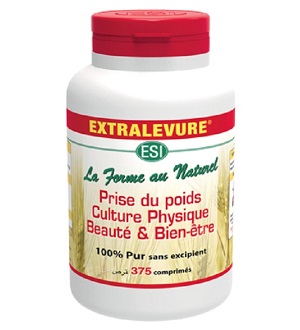 EXTRALEVURE®
ESI
La Forme au Naturel
Prise du poids
Culture Physique
Beauté & Bien-être
100% Pur sans excipient
قرص 375 comprimés